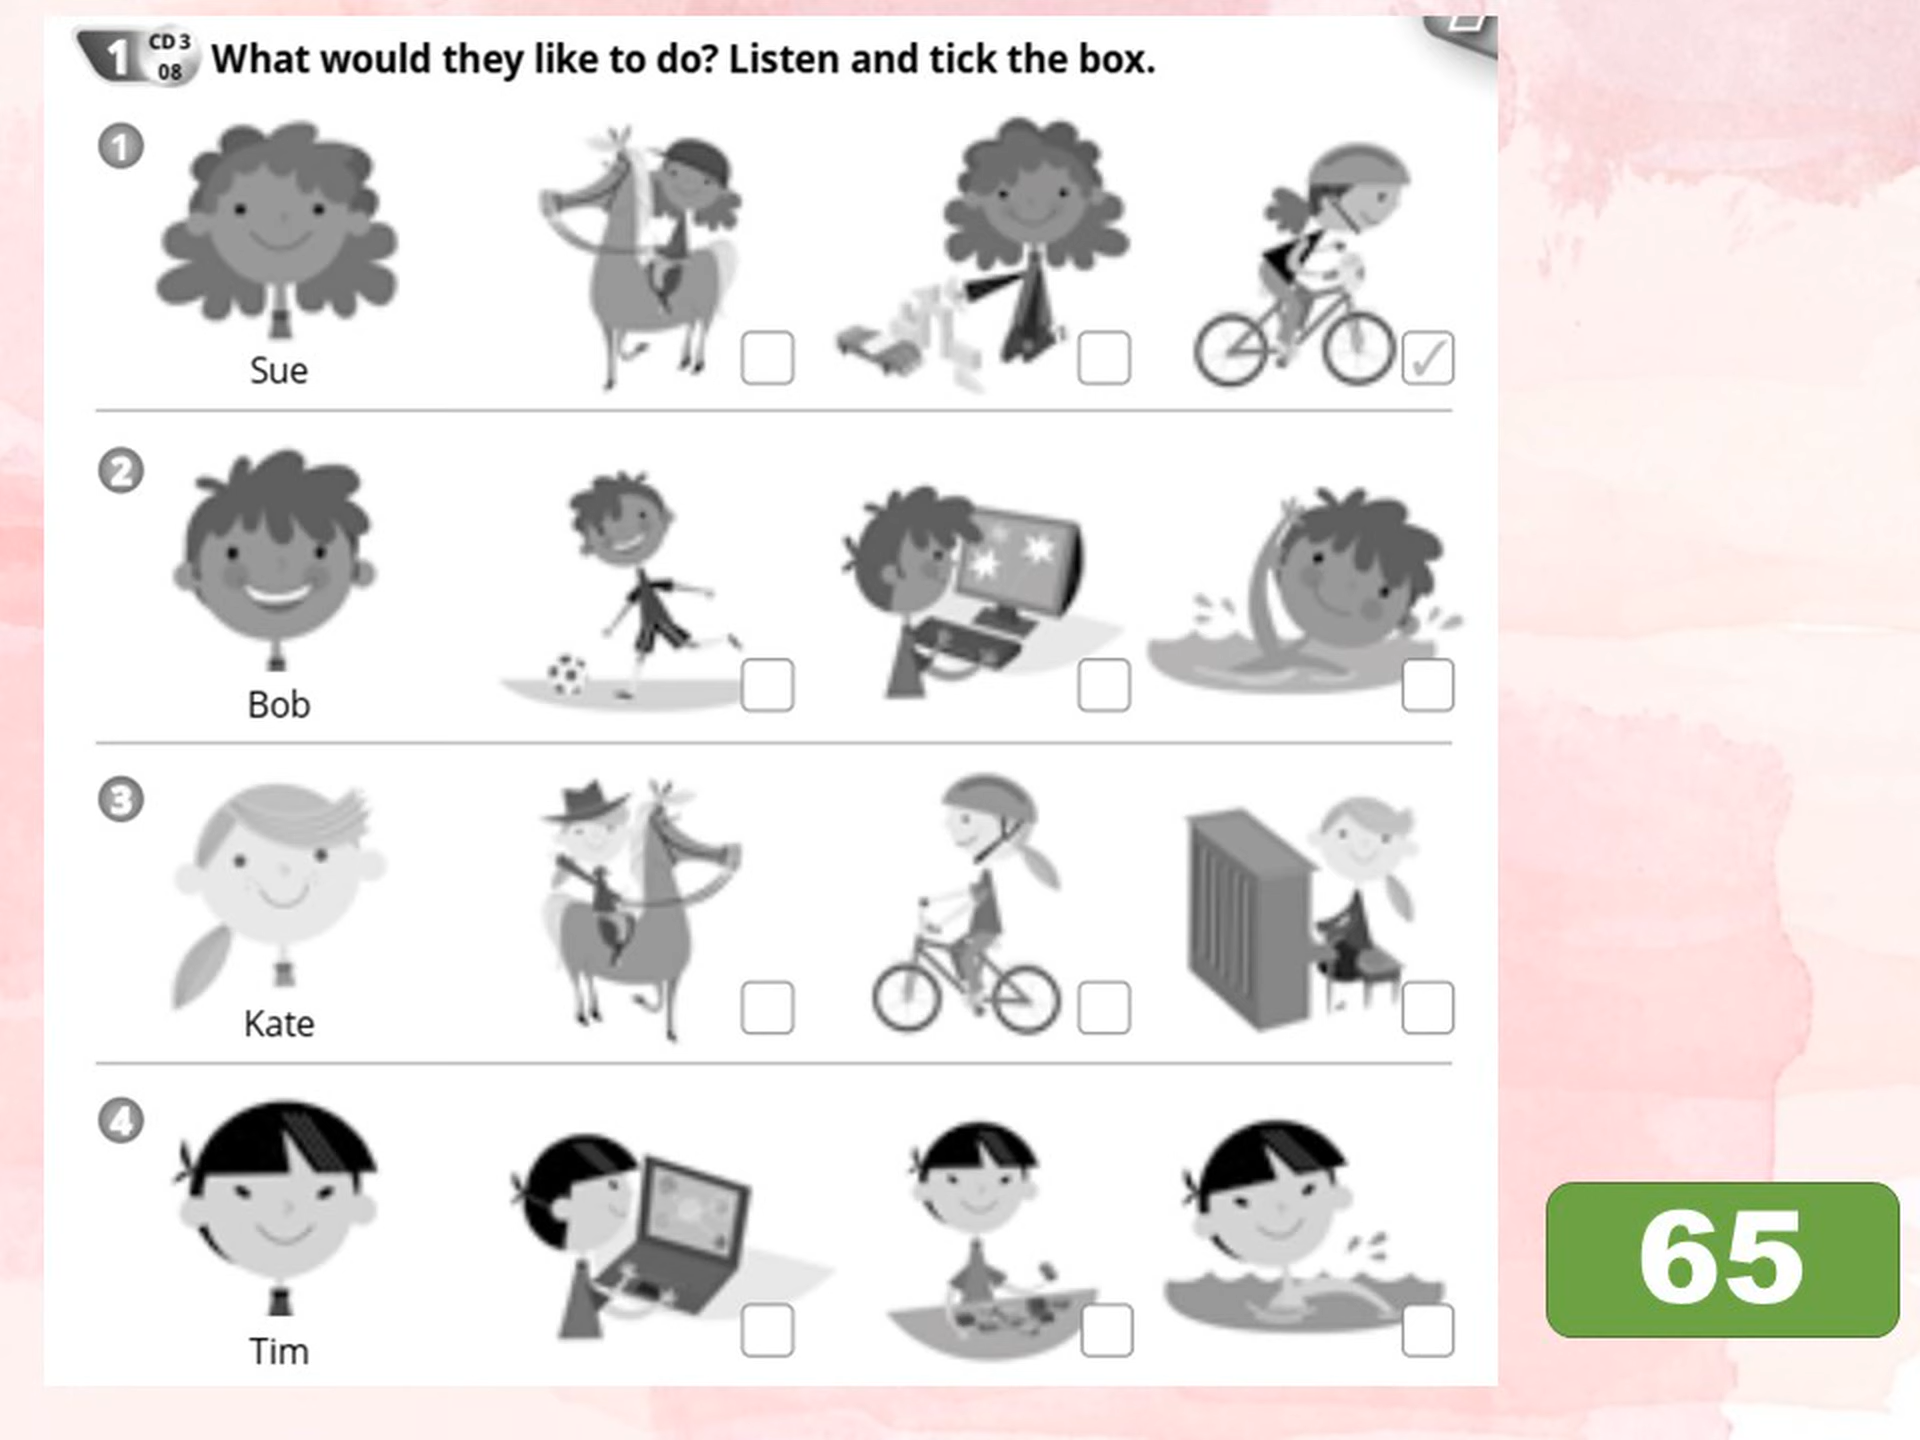 1 CD 3 08 What would they like to do? Listen and tick the box.
1
Sue
2
Bob
3
Kate
4
Tim
65